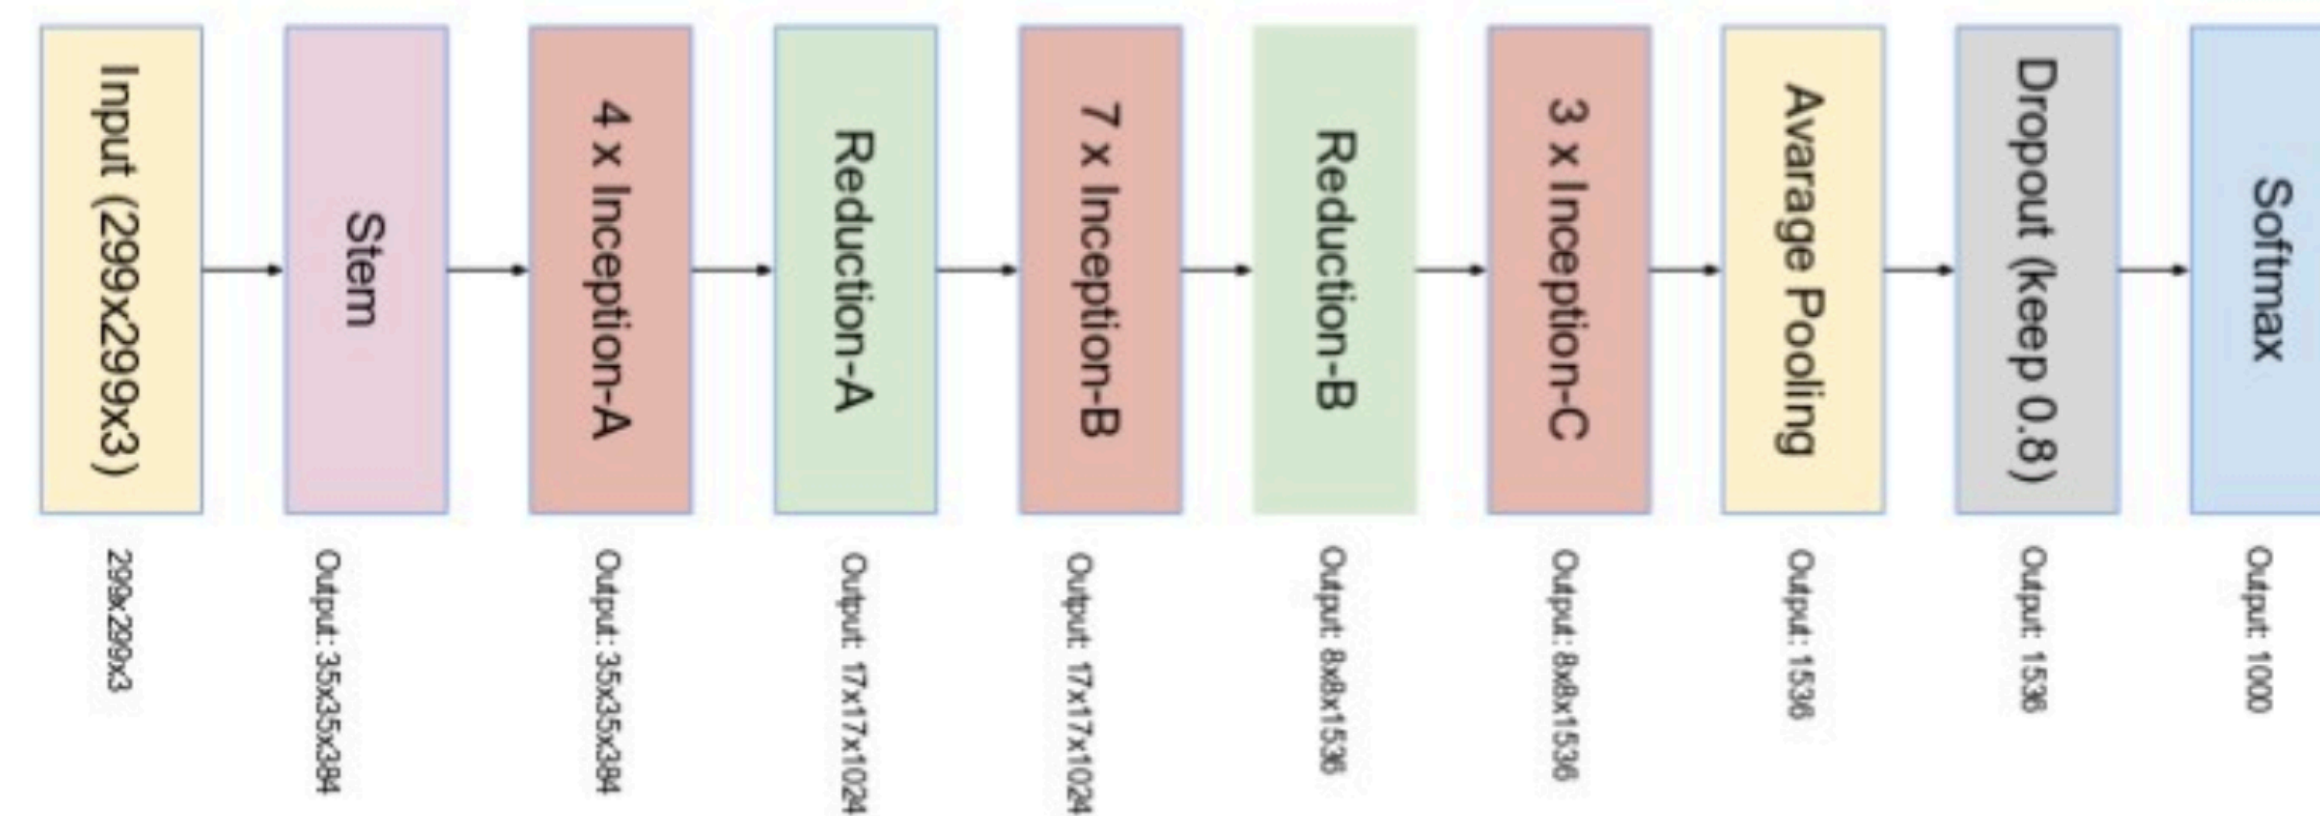 Input (299x299x3)
299x299x3
Stem
Output: 35x35x384
4 x Inception-A
Output: 35x35x384
Reduction-A
Output: 17x17x1024
7 x Inception-B
Output: 17x17x1024
Reduction-B
Output: 8x8x1536
3 x Inception-C
Output: 8x8x1536
Avarage Pooling
Output: 1536
Dropout (keep 0.8)
Output: 1536
Softmax
Output: 1000